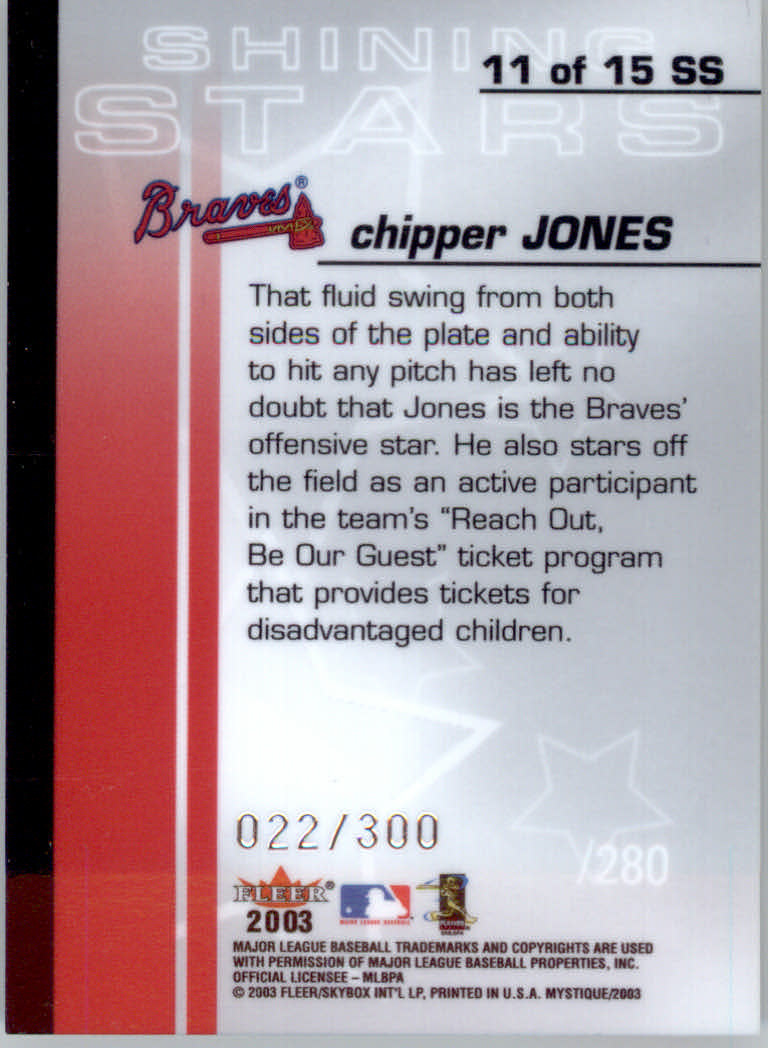 SHINING
STARS
11 of 15 SS
Braves®
chipper JONES
That fluid swing from both
sides of the plate and ability
to hit any pitch has left no
doubt that Jones is the Braves'
offensive star. He also stars off
the field as an active participant
in the team's "Reach Out,
Be Our Guest" ticket program
that provides tickets for
disadvantaged children.
022/300
/280
FLEER®
2003
MAJOR LEAGUE BASEBALL
MAJOR LEAGUE BASEBALL TRADEMARKS AND COPYRIGHTS ARE USED
WITH PERMISSION OF MAJOR LEAGUE BASEBALL PROPERTIES, INC.
OFFICIAL LICENSEE – MLBPA
© 2003 FLEER/SKYBOX INT'L LP, PRINTED IN U.S.A. MYSTIQUE/2003